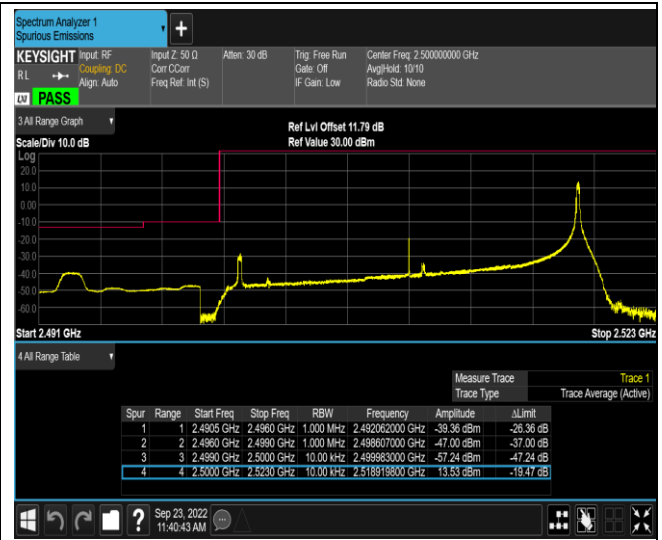 Spectrum Analyzer 1
Spurious Emissions
+
KEYSIGHT Input: RF Input Z: 50 Ω Atten: 30 dB Trig: Free Run Center Freq: 2.500000000 GHz
R L Coupling: DC Corr CCorr Gate: Off Avg|Hold: 10/10
Align: Auto Freq Ref: Int (S) IF Gain: Low Radio Std: None
PASS
3 All Range Graph
Ref Lvl Offset 11.79 dB
Scale/Div 10.0 dB Ref Value 30.00 dBm
Log
20.0
10.0
0.00
-10.0
-20.0
-30.0
-40.0
-50.0
-60.0
Start 2.491 GHz Stop 2.523 GHz
4 All Range Table
Measure Trace Trace 1
Trace Type Trace Average (Active)
Spur Range Start Freq Stop Freq RBW Frequency Amplitude ΔLimit
1 1 2.4905 GHz 2.4960 GHz 1.000 MHz 2.492062000 GHz -39.36 dBm -26.36 dB
2 2 2.4960 GHz 2.4990 GHz 1.000 MHz 2.498607000 GHz -47.00 dBm -37.00 dB
3 3 2.4990 GHz 2.5000 GHz 10.00 kHz 2.499983000 GHz -57.24 dBm -47.24 dB
4 4 2.5000 GHz 2.5230 GHz 10.00 kHz 2.518919800 GHz 13.53 dBm -19.47 dB
? Sep 23, 2022
11:40:43 AM